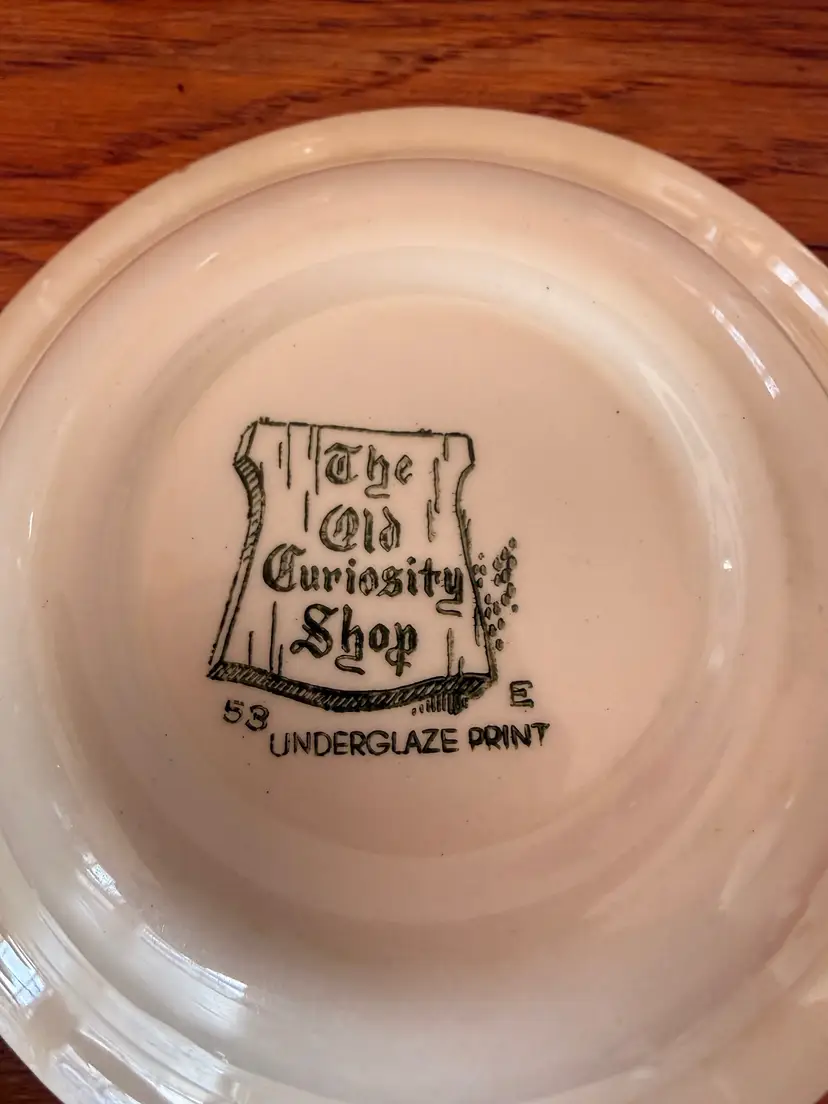 The
Old
Curiosity
Shop
53 E
UNDERGLAZE PRINT